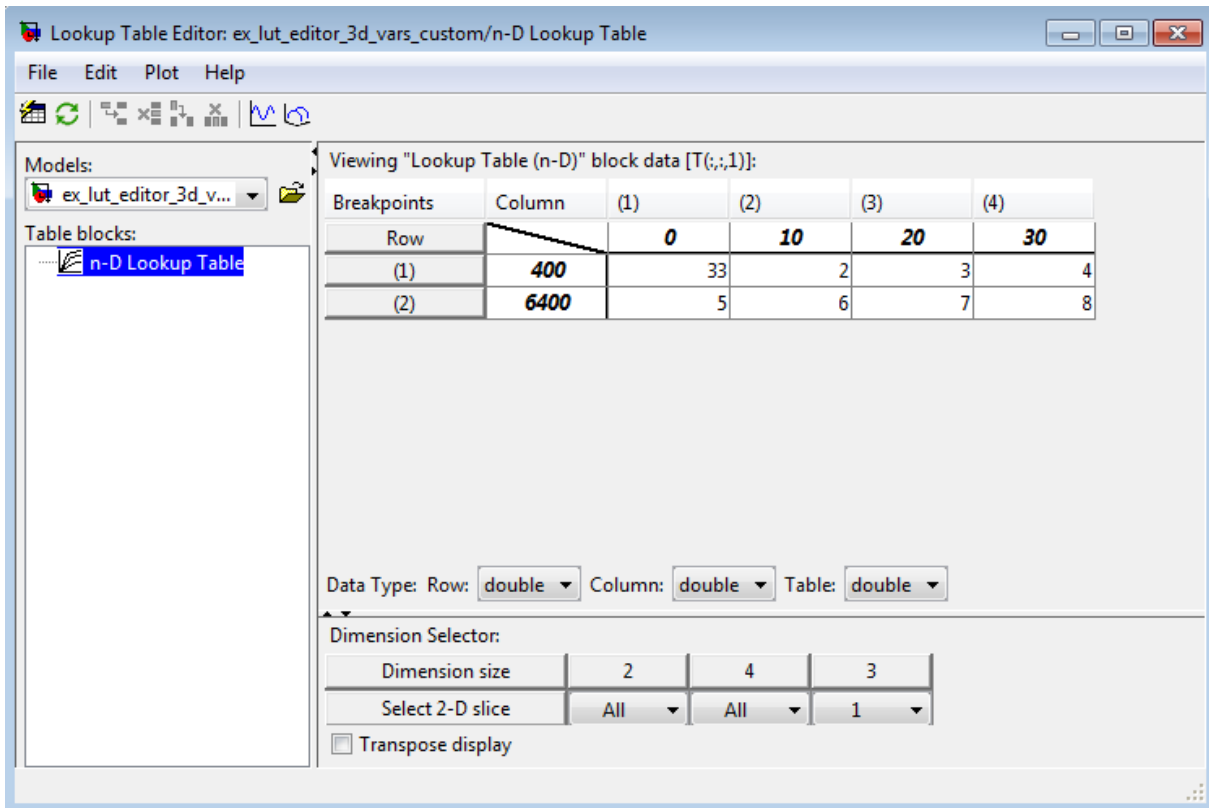 Lookup Table Editor: ex_lut_editor_3d_vars_custom/n-D Lookup Table
File Edit Plot Help
Models:
ex_lut_editor_3d_v...
Table blocks:
n-D Lookup Table
Viewing "Lookup Table (n-D)" block data [T(:,:,1)]:
Breakpoints Column (1) (2) (3) (4)
Row 0 10 20 30
(1) 400 33 2 3 4
(2) 6400 5 6 7 8
Data Type: Row: double Column: double Table: double
Dimension Selector:
Dimension size 2 4 3
Select 2-D slice All All 1
Transpose display